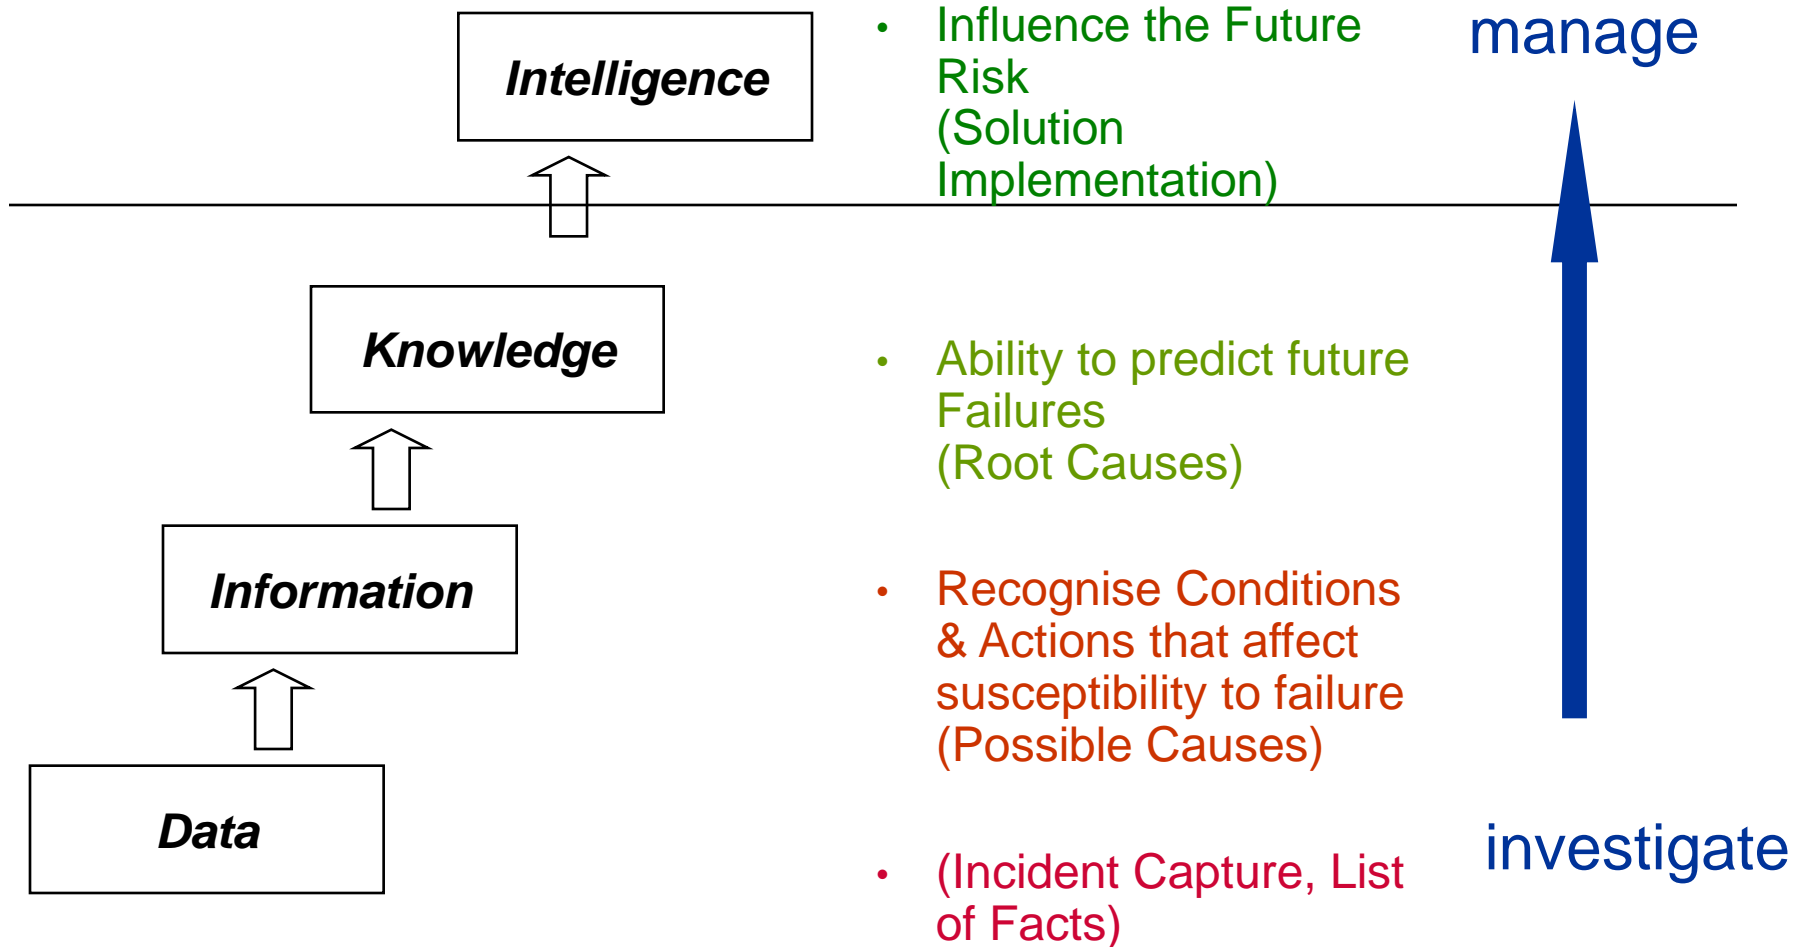 Intelligence
• Influence the Future
Risk
(Solution
Implementation)
manage
Knowledge
• Ability to predict future
Failures
(Root Causes)
Information
• Recognise Conditions
& Actions that affect
susceptibility to failure
(Possible Causes)
Data
• (Incident Capture, List
of Facts)
investigate